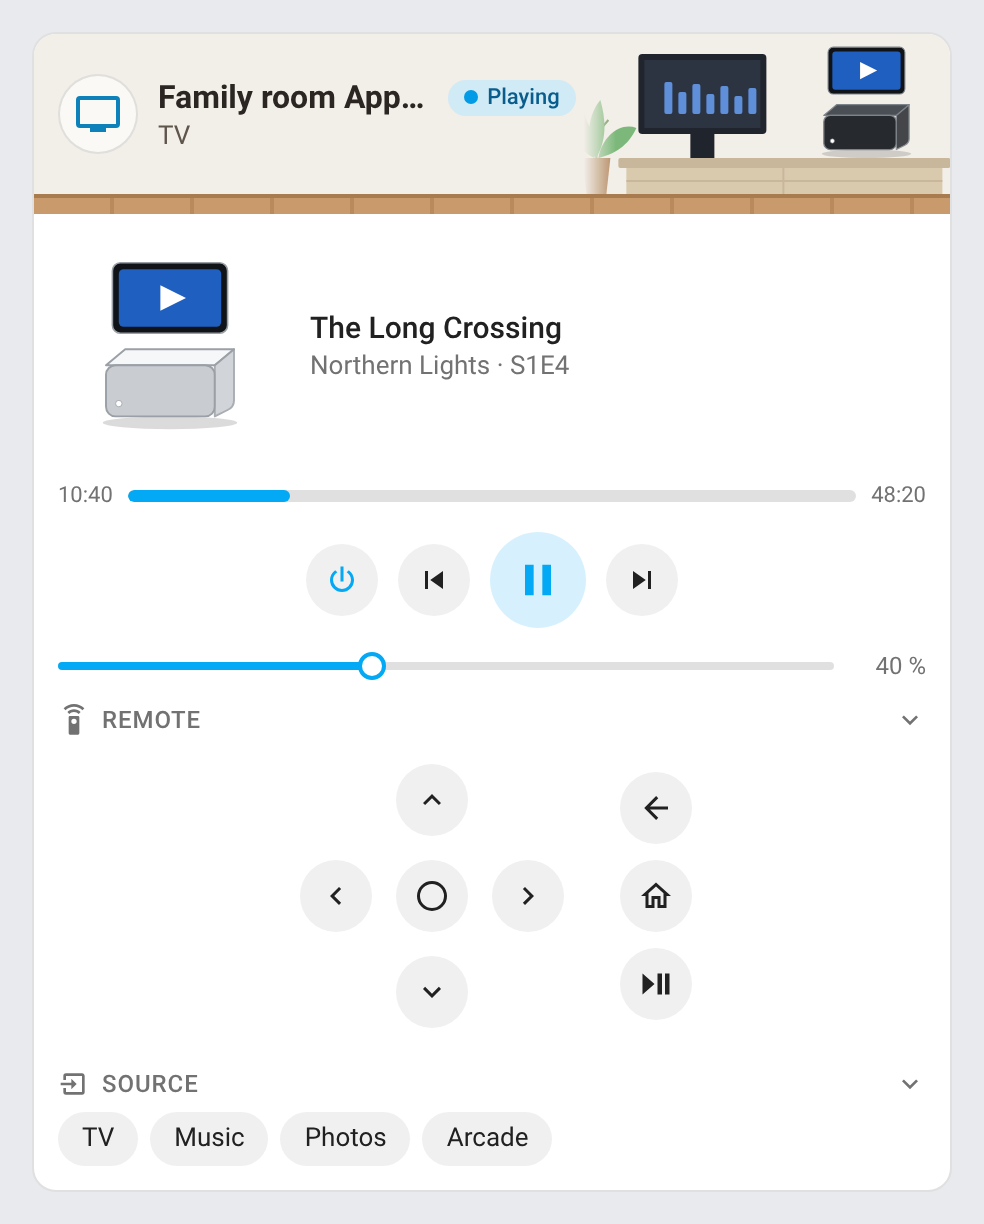 Family room App…
Playing
TV
The Long Crossing
Northern Lights · S1E4
10:40
48:20
40 %
REMOTE
SOURCE
TV
Music
Photos
Arcade